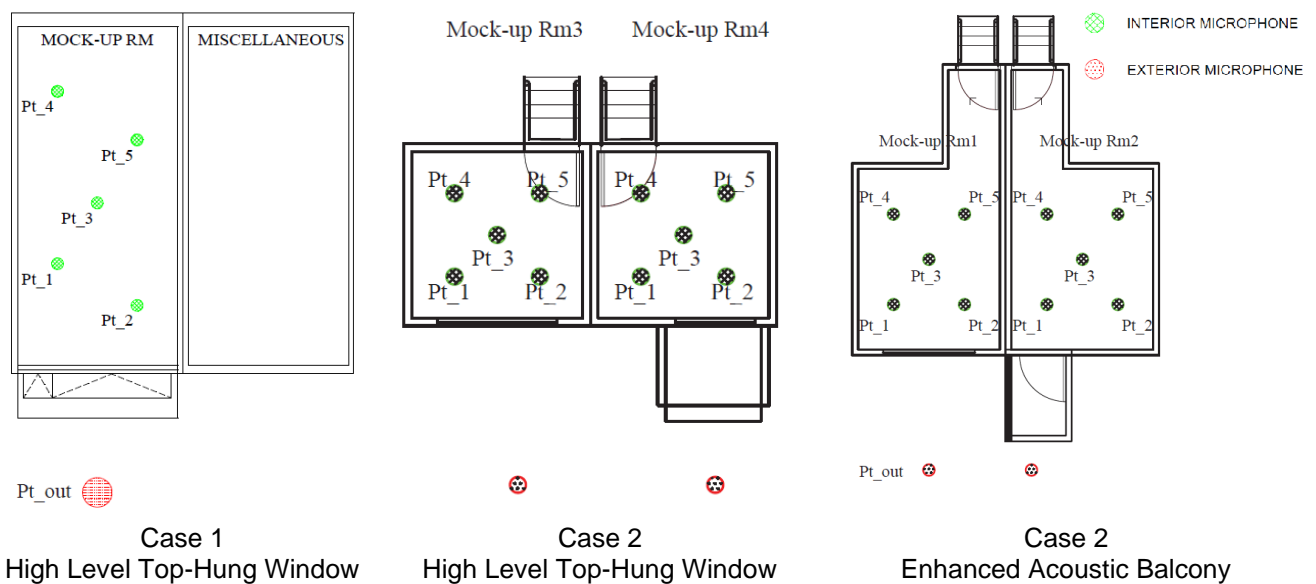 MOCK-UP RM
MISCELLANEOUS
Pt_4
Pt_5
Pt_3
Pt_1
Pt_2
Pt_out
Case 1
High Level Top-Hung Window
Mock-up Rm3
Mock-up Rm4
Pt_4
Pt_5
Pt_4
Pt_5
Pt_3
Pt_3
Pt_1
Pt_2
Pt_1
Pt_2
Case 2
High Level Top-Hung Window
INTERIOR MICROPHONE
EXTERIOR MICROPHONE
Mock-up Rm1
Mock-up Rm2
Pt_4
Pt_5
Pt_4
Pt_5
Pt_3
Pt_3
Pt_1
Pt_2
Pt_1
Pt_2
Pt_out
Case 2
Enhanced Acoustic Balcony